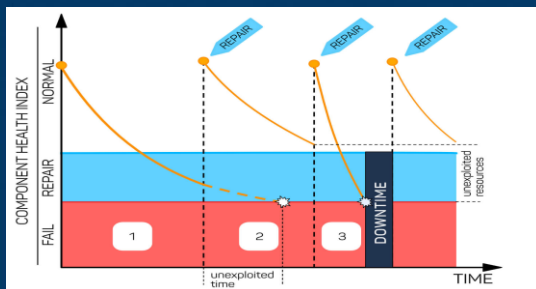 REPAIR
REPAIR
REPAIR
COMPONENT HEALTH INDEX
NORMAL
REPAIR
FAIL
1
2
3
DOWNTIME
unexploited
resources
unexploited
time
TIME